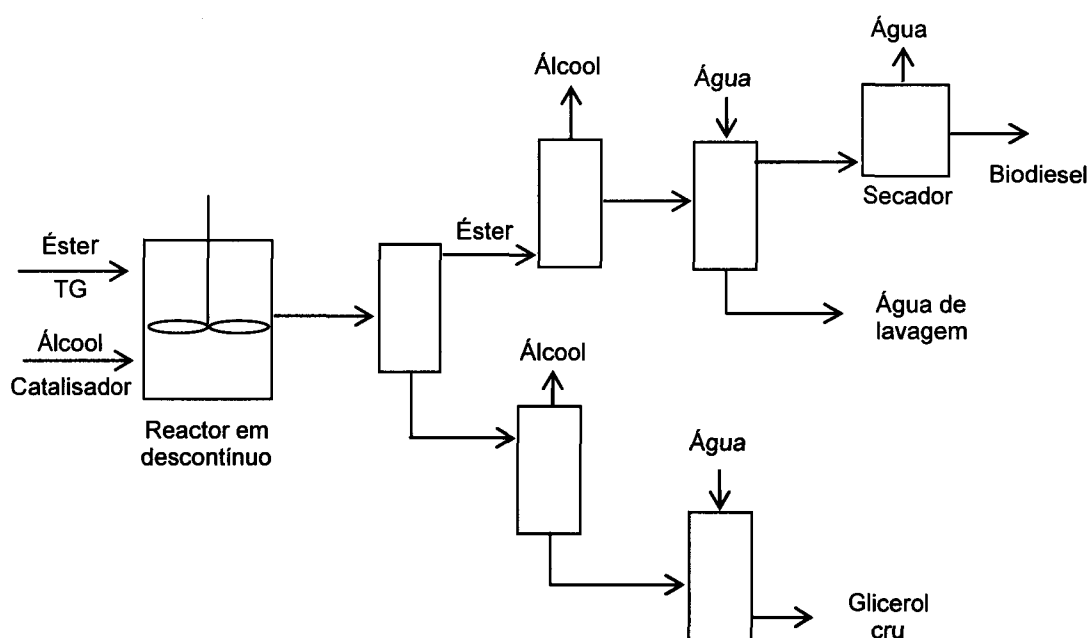 Água
Álcool
Água
Biodiesel
Secador
Éster
Éster
TG
Água de
lavagem
Álcool
Catalisador
Álcool
Reactor em
descontínuo
Água
Glicerol
cru